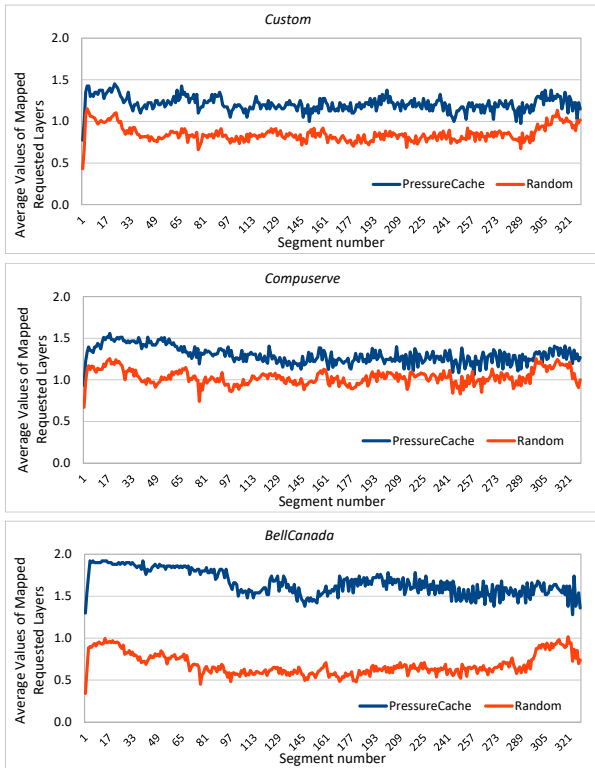 Custom
Average Values of Mapped
Requested Layers
2.0
1.5
1.0
0.5
0.0
PressureCache Random
1 17 33 49 65 81 97 113 129 145 161 177 193 209 225 241 257 273 289 305 321
Segment number
Compuserve
Average Values of Mapped
Requested Layers
2.0
1.5
1.0
0.5
0.0
PressureCache Random
1 17 33 49 65 81 97 113 129 145 161 177 193 209 225 241 257 273 289 305 321
Segment number
BellCanada
Average Values of Mapped
Requested Layers
2.0
1.5
1.0
0.5
0.0
PressureCache Random
1 17 33 49 65 81 97 113 129 145 161 177 193 209 225 241 257 273 289 305 321
Segment number